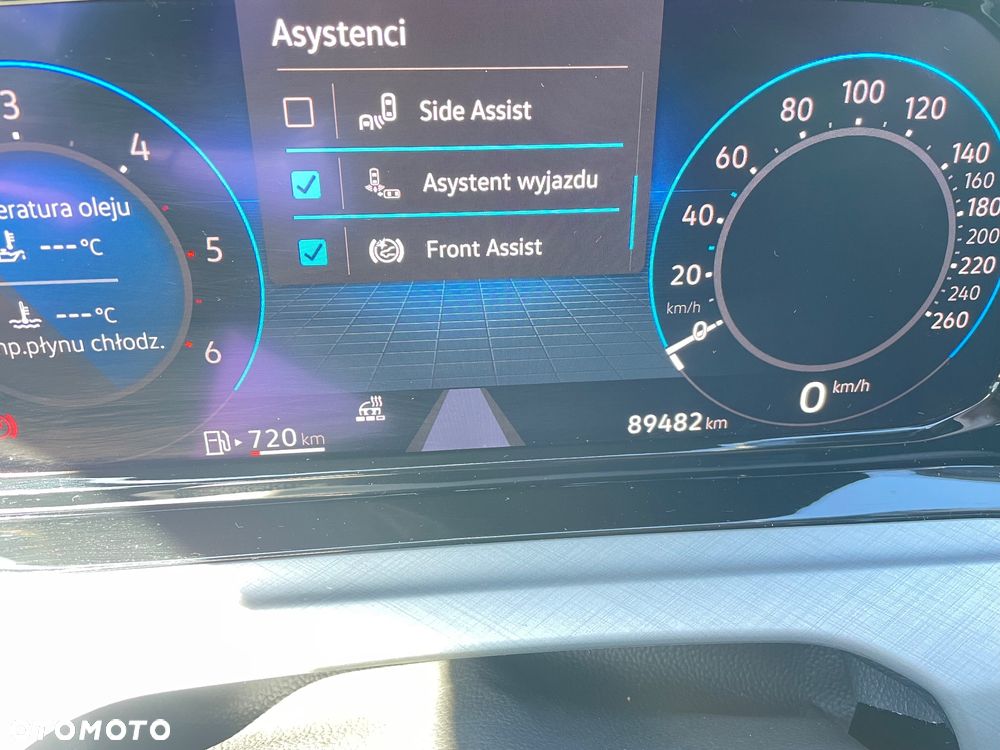 Asystenci
Side Assist
Asystent wyjazdu
Front Assist
3
4
5
6
eratura oleju
---°C
---°C
np.płynu chłodz.
720 km
89482 km
0
20
40
60
80
100
120
140
160
180
200
220
240
260
km/h
0 km/h
OTOMOTO